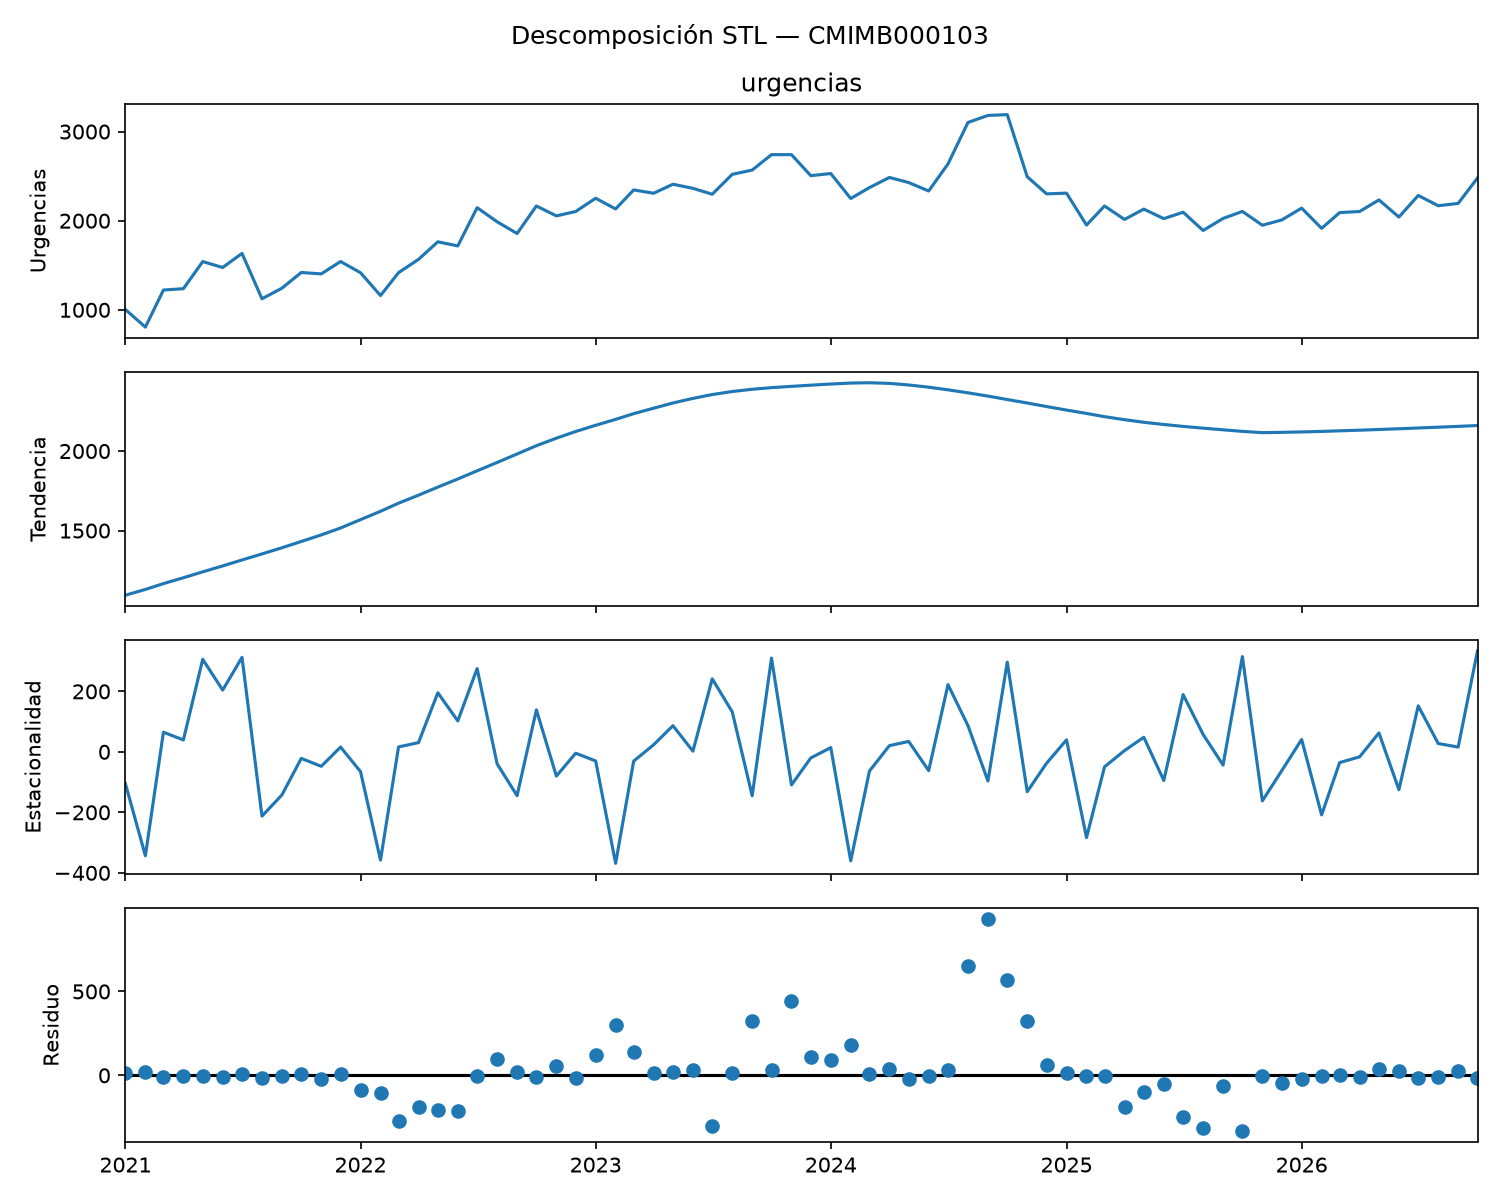 Descomposición STL — CMIMB000103
urgencias
Urgencias
3000
2000
1000
Tendencia
2000
1500
Estacionalidad
200
0
−200
−400
Residuo
500
0
2021
2022
2023
2024
2025
2026